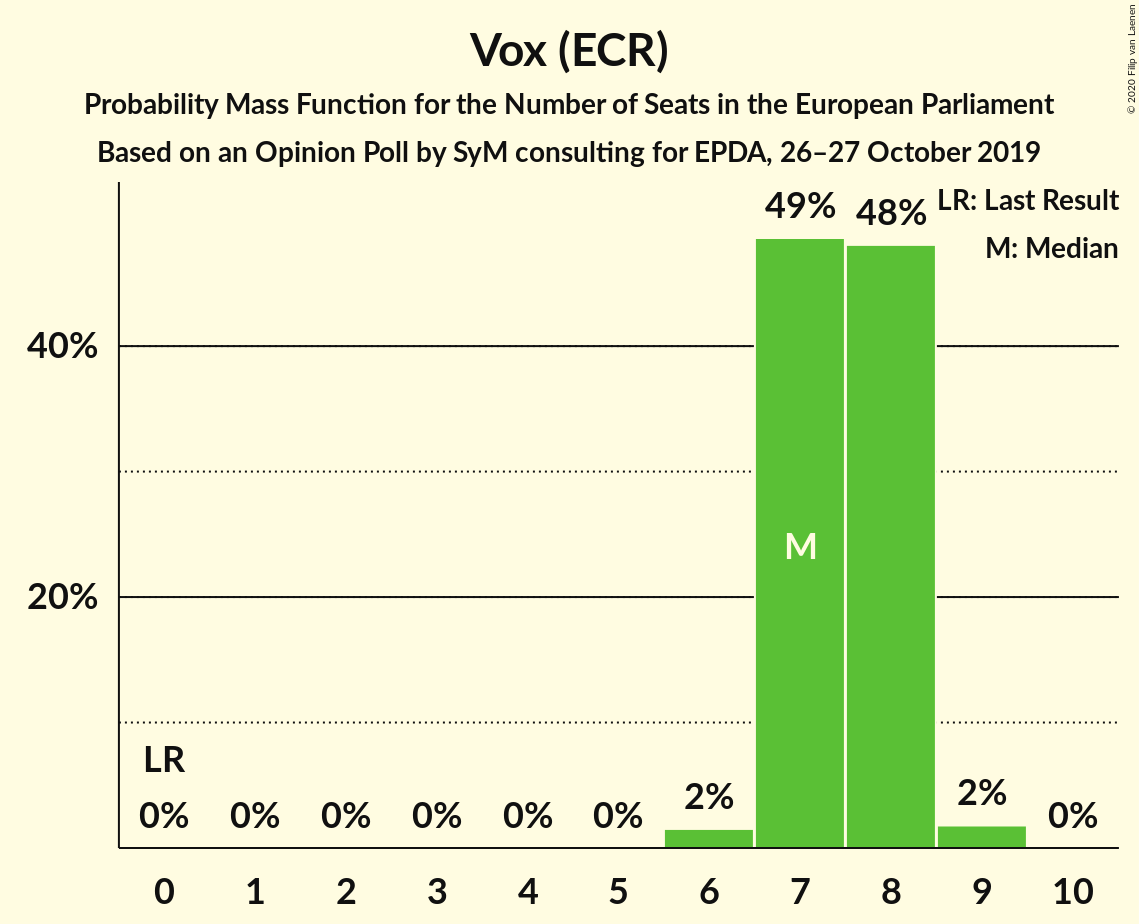 Vox (ECR)
Probability Mass Function for the Number of Seats in the European Parliament
Based on an Opinion Poll by SyM consulting for EPDA, 26–27 October 2019
© 2020 Filip van Laenen
LR: Last Result
M: Median
49%
48%
40%
M
20%
LR
0%
0%
0%
0%
0%
0%
2%
2%
0%
0 1 2 3 4 5 6 7 8 9 10